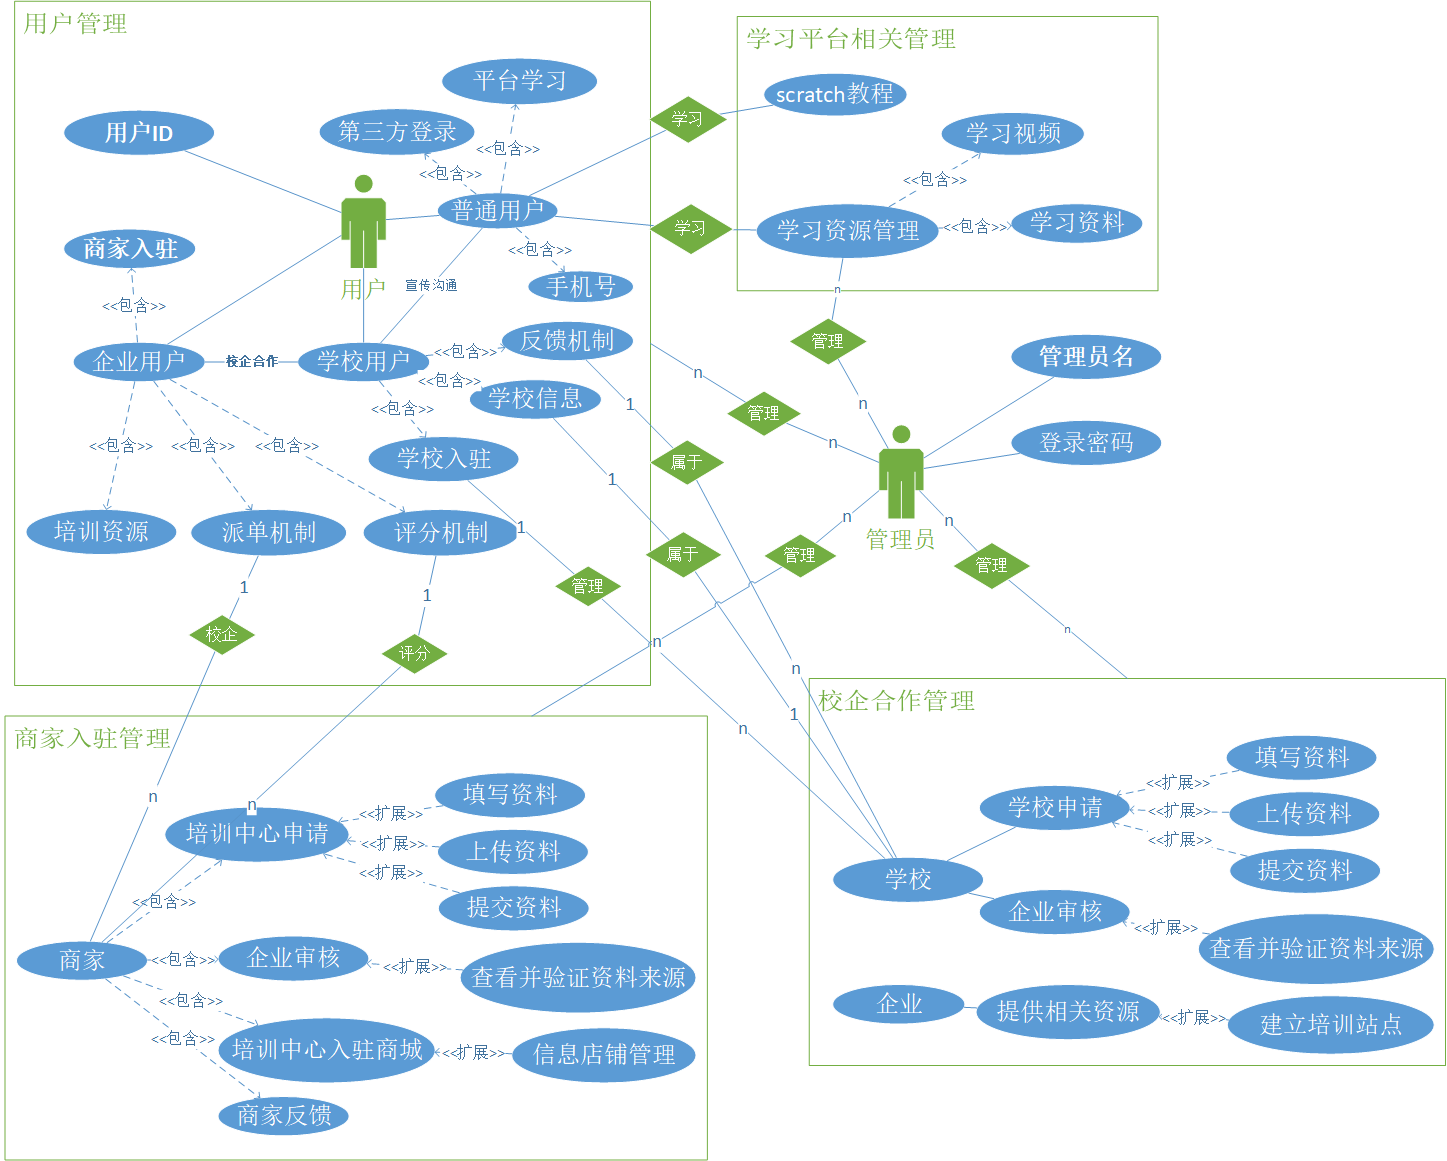 用户管理
平台学习
用户ID
第三方登录
<<包含>>
<<包含>>
普通用户
商家入驻
用户
宣传沟通
<<包含>>
手机号
<<包含>>
企业用户
校企合作
学校用户
<<包含>>
反馈机制
<<包含>>
学校信息
<<包含>>
学校入驻
<<包含>>
<<包含>>
<<包含>>
培训资源
派单机制
评分机制
1
校企
n
1
评分
n
1
管理
n
1
属于
n
1
属于
1
学习
学习
学习平台相关管理
scratch教程
学习视频
<<包含>>
学习资源管理
<<包含>>
学习资料
n
管理
n
n
管理
n
管理员名
登录密码
管理员
n
管理
n
n
管理
n
商家入驻管理
填写资料
<<扩展>>
培训中心申请
<<扩展>>
上传资料
<<扩展>>
提交资料
<<包含>>
商家
<<包含>>
企业审核
<<扩展>>
查看并验证资料来源
<<包含>>
<<包含>>
培训中心入驻商城
<<扩展>>
信息店铺管理
商家反馈
校企合作管理
填写资料
<<扩展>>
学校申请
<<扩展>>
上传资料
<<扩展>>
提交资料
学校
企业审核
<<扩展>>
查看并验证资料来源
企业
提供相关资源
<<扩展>>
建立培训站点